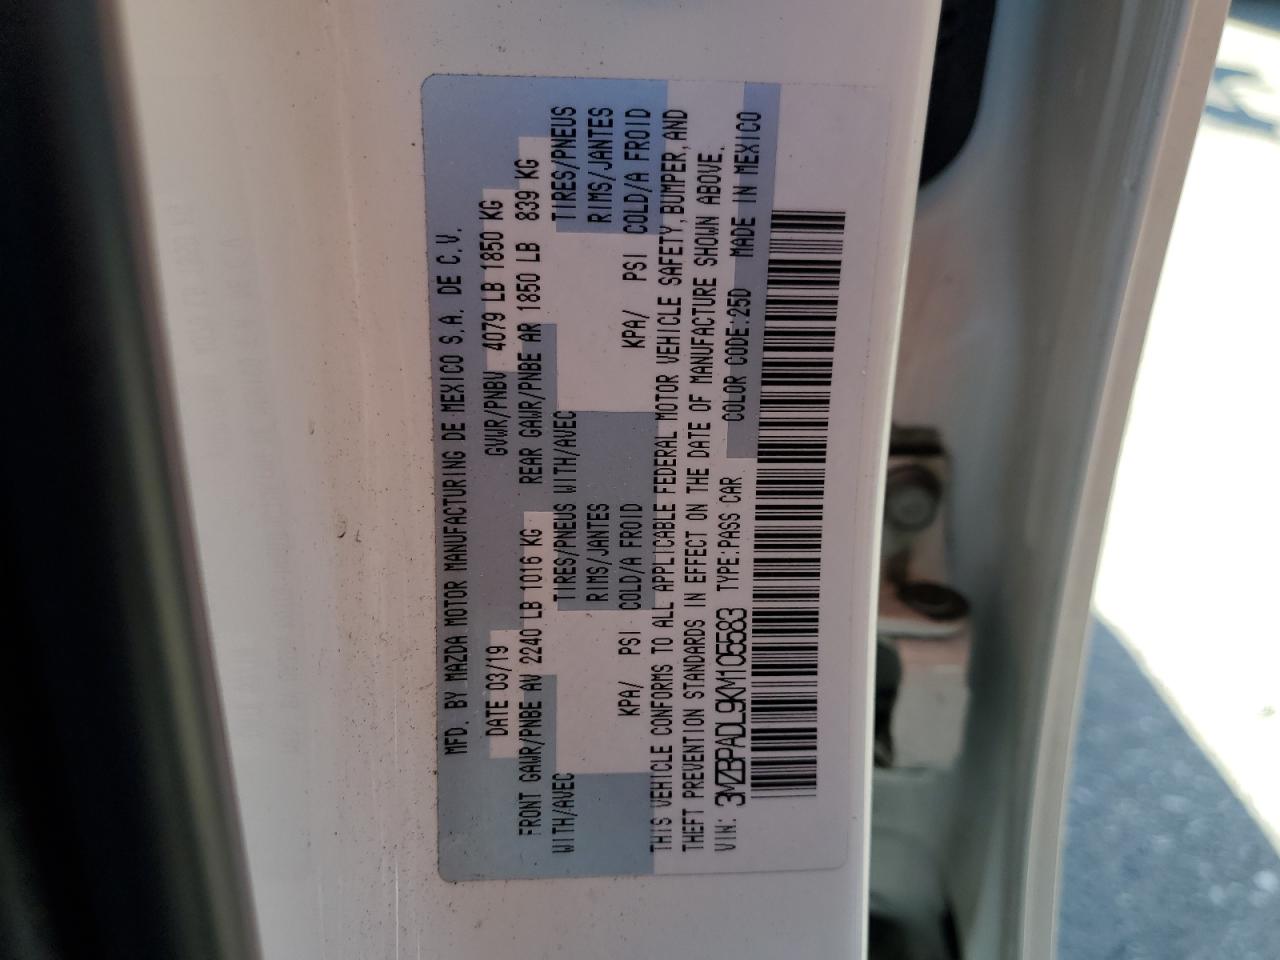 MFD. BY MAZDA MOTOR MANUFACTURING DE MEXICO S.A. DE C.V.
DATE 03/19 GVWR/PNBV 4079 LB 1850 KG
FRONT GAWR/PNBE AV 2240 LB 1016 KG REAR GAWR/PNBE AR 1850 LB 839 KG
WITH/AVEC TIRES/PNEUS WITH/AVEC TIRES/PNEUS
RIMS/JANTES RIMS/JANTES
KPA/ PSI COLD/A FROID KPA/ PSI COLD/A FROID
THIS VEHICLE CONFORMS TO ALL APPLICABLE FEDERAL MOTOR VEHICLE SAFETY, BUMPER, AND
THEFT PREVENTION STANDARDS IN EFFECT ON THE DATE OF MANUFACTURE SHOWN ABOVE.
VIN: 3MZBPADL9KM105583 TYPE:PASS CAR COLOR CODE:25D MADE IN MEXICO